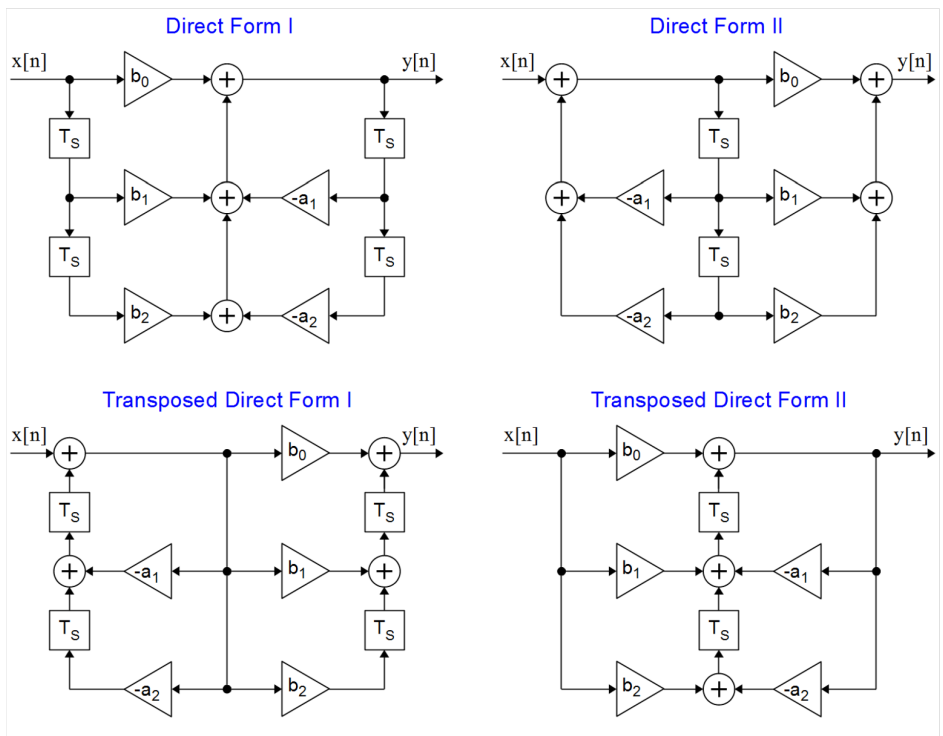 Direct Form I
x[n] b0 + y[n]
TS TS
b1 + -a1
TS TS
b2 + -a2
Direct Form II
x[n] + b0 + y[n]
TS
+ -a1 b1 +
TS
-a2 b2
Transposed Direct Form I
x[n] + b0 + y[n]
TS TS
+ -a1 b1 +
TS TS
-a2 b2
Transposed Direct Form II
x[n] b0 + y[n]
TS
b1 + -a1
TS
b2 + -a2